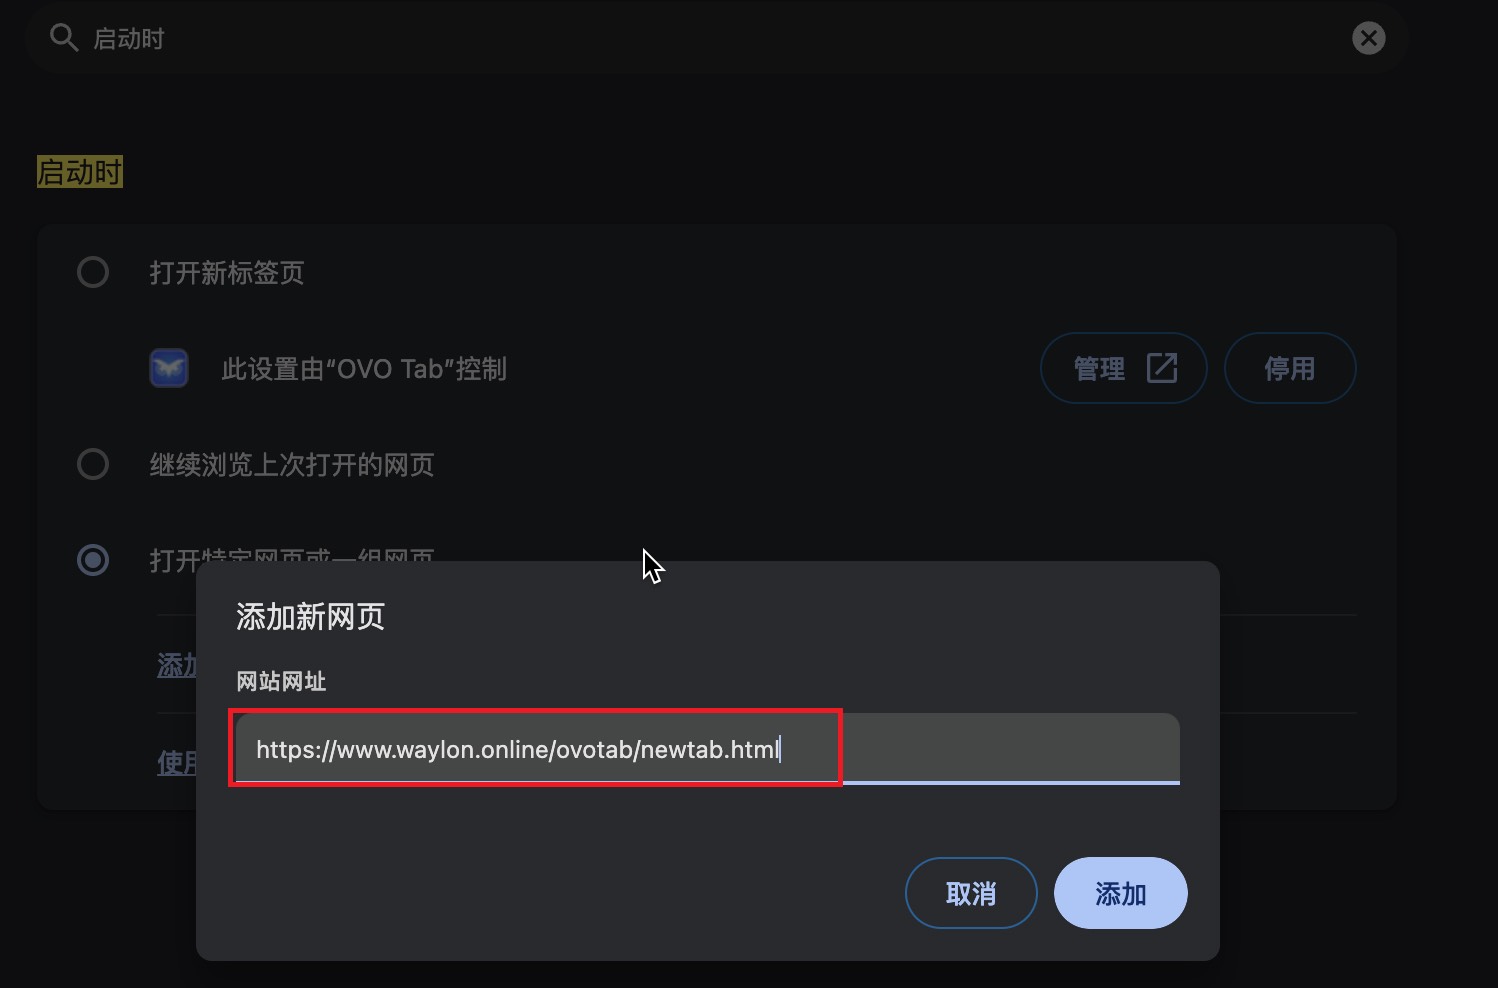 启动时
启动时
打开新标签页
此设置由“OVO Tab”控制
管理
停用
继续浏览上次打开的网页
打开特定网页或一组网页
添加新网页
网站网址
添加
https://www.waylon.online/ovotab/newtab.html
使用
取消
添加